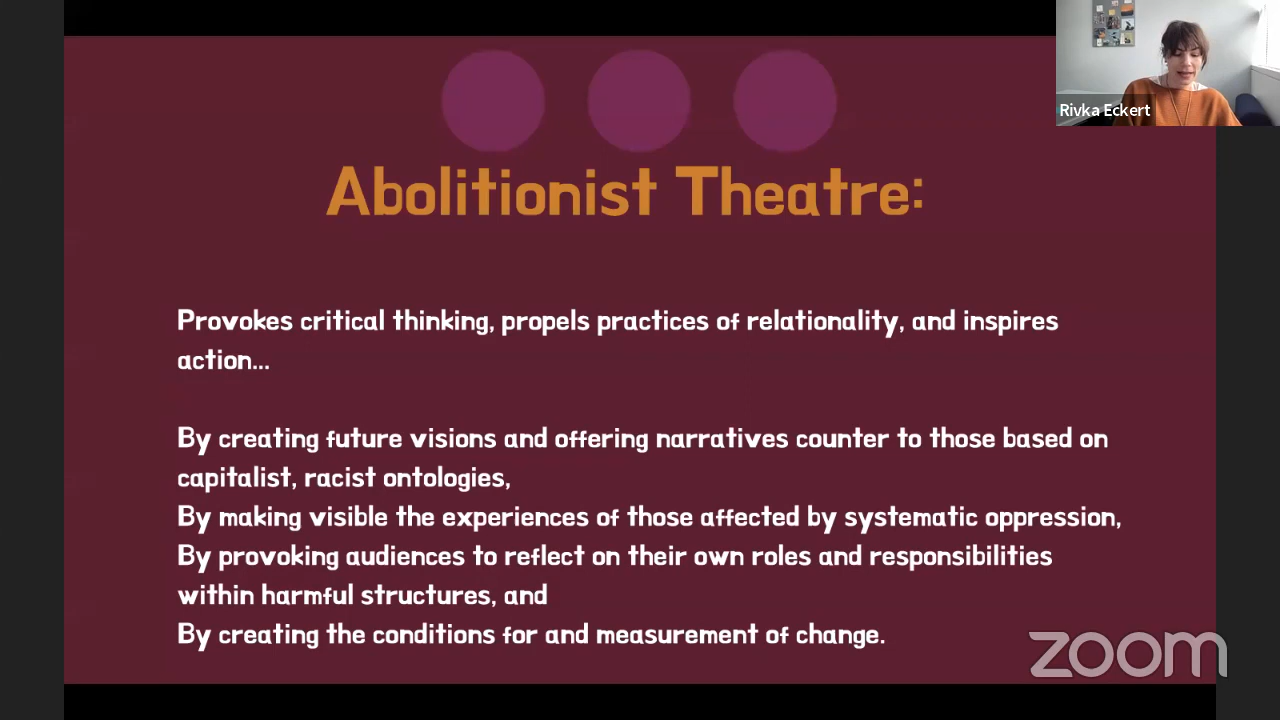 Rivka Eckert
Abolitionist Theatre:
Provokes critical thinking, propels practices of relationality, and inspires
action...
By creating future visions and offering narratives counter to those based on
capitalist, racist ontologies,
By making visible the experiences of those affected by systematic oppression,
By provoking audiences to reflect on their own roles and responsibilities
within harmful structures, and
By creating the conditions for and measurement of change.
zoom